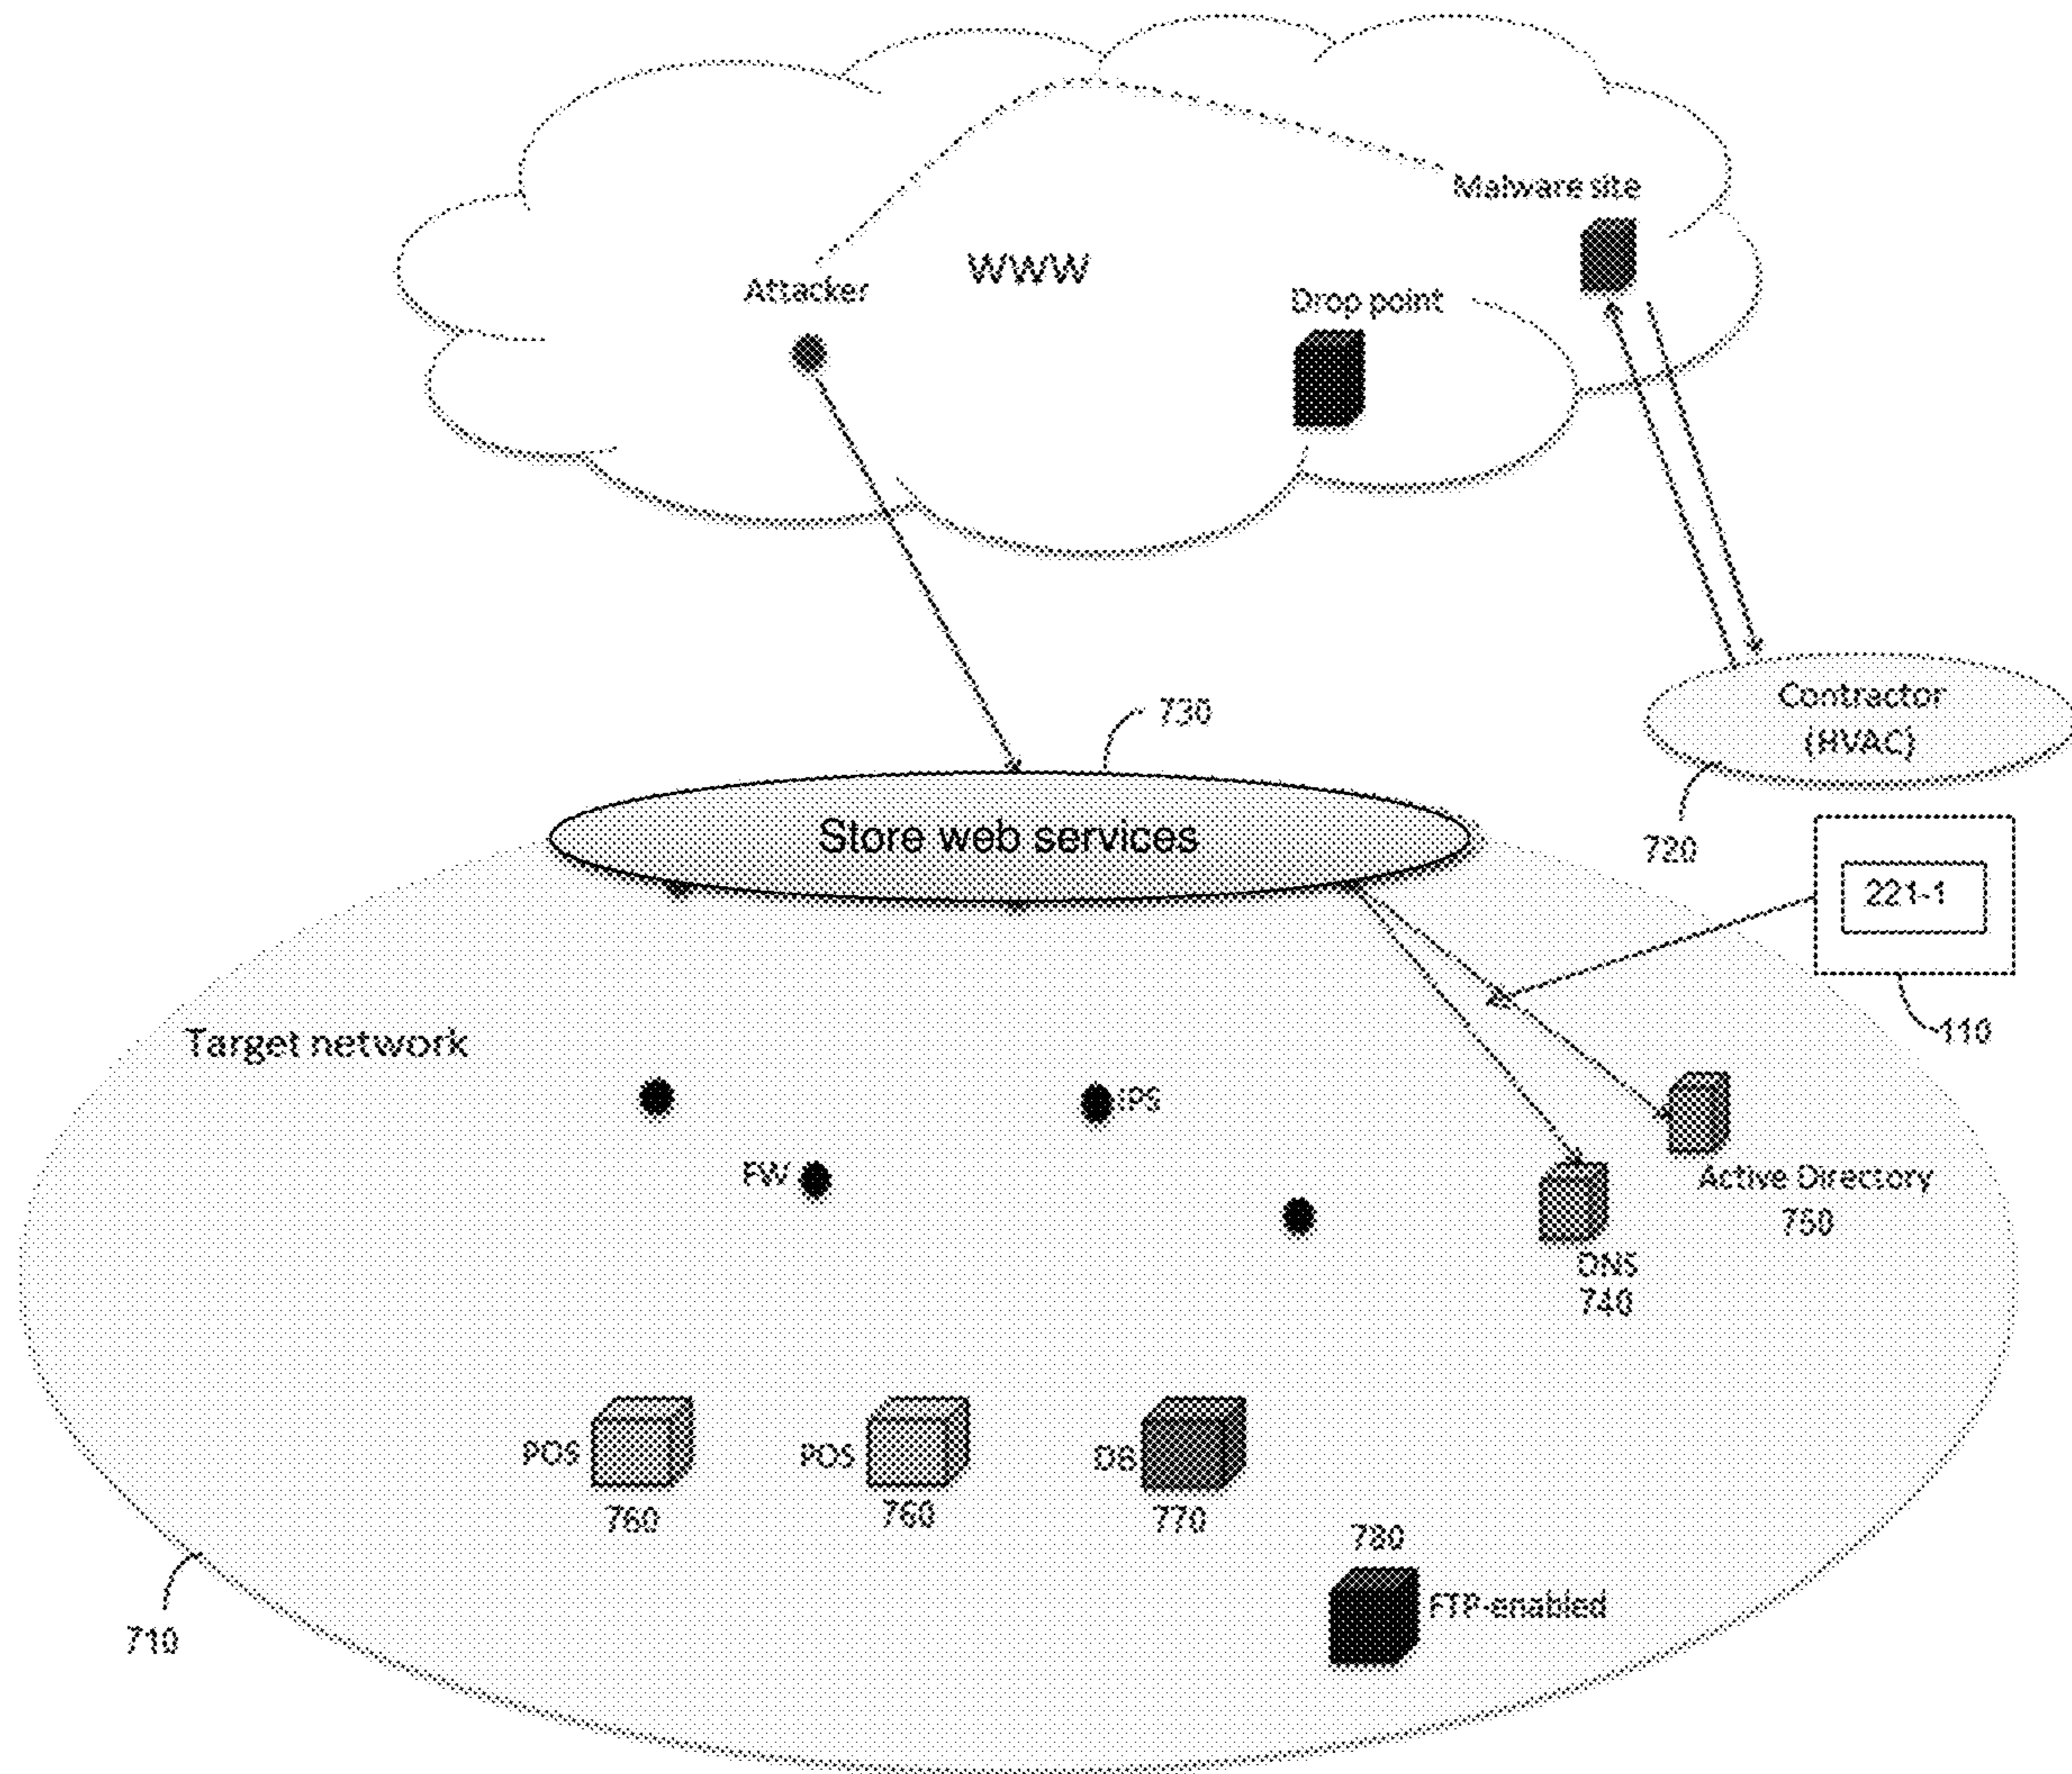 Malware site
WWW
Attacker
Drop point
Contractor
(HVAC)
730
Store web services
720
221-1
110
Target network
IPS
FW
Active Directory
750
DNS
740
POS
760
POS
760
DB
770
780
FTP-enabled
710